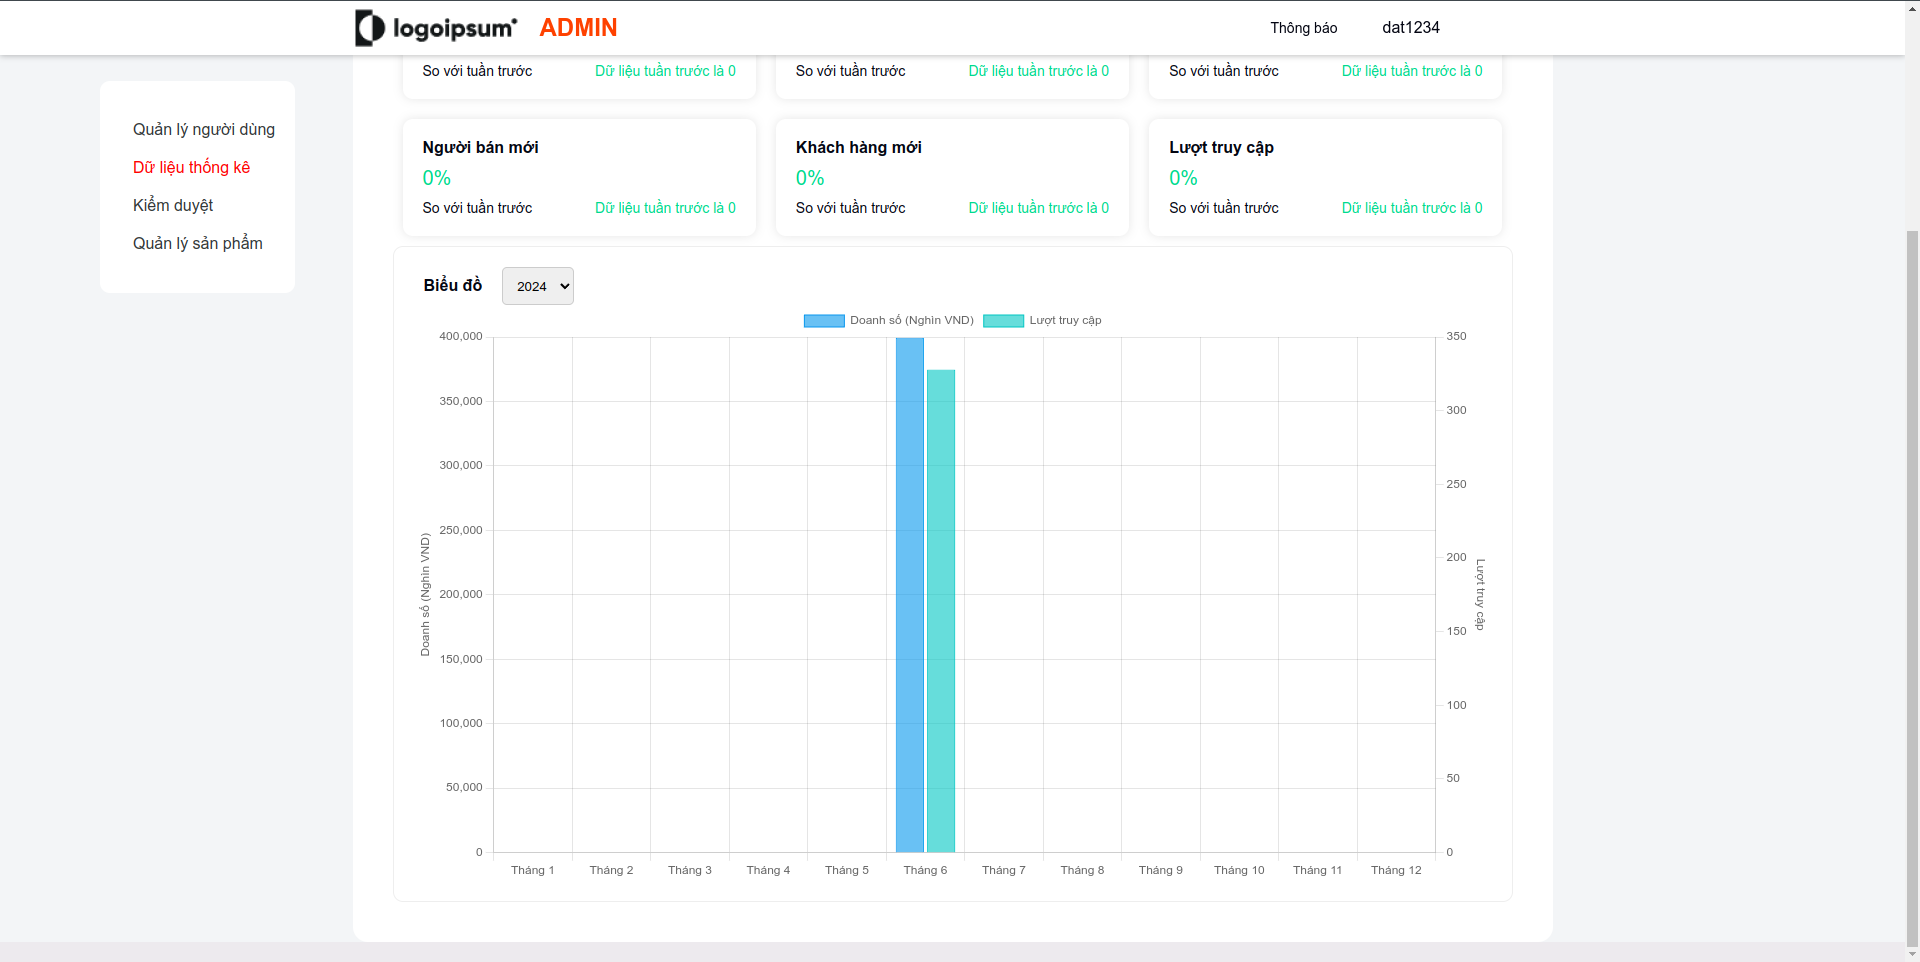 logoipsum ADMIN Thông báo dat1234
So với tuần trước Dữ liệu tuần trước là 0 So với tuần trước Dữ liệu tuần trước là 0 So với tuần trước Dữ liệu tuần trước là 0
Quản lý người dùng
Dữ liệu thống kê
Kiểm duyệt
Quản lý sản phẩm
Người bán mới Khách hàng mới Lượt truy cập
0% 0% 0%
So với tuần trước Dữ liệu tuần trước là 0 So với tuần trước Dữ liệu tuần trước là 0 So với tuần trước Dữ liệu tuần trước là 0
Biểu đồ 2024
Doanh số (Nghìn VND) Lượt truy cập
400,000 350
350,000
300
300,000
250
250,000
200
200,000
150
150,000
100,000 100
50,000 50
0 0
Doanh số (Nghìn VND)
Lượt truy cập
Tháng 1 Tháng 2 Tháng 3 Tháng 4 Tháng 5 Tháng 6 Tháng 7 Tháng 8 Tháng 9 Tháng 10 Tháng 11 Tháng 12